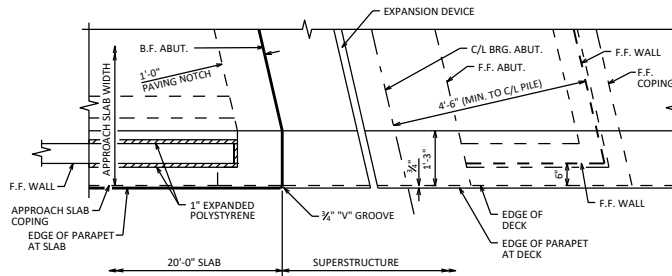 EXPANSION DEVICE
B.F. ABUT.
C/L BRG. ABUT.
F.F. ABUT.
F.F. WALL
F.F.
COPING
1'-0"
PAVING NOTCH
4'-6" (MIN. TO C/L PILE)
APPROACH SLAB WIDTH
¾"
1'-3"
6"
F.F. WALL
F.F. WALL
APPROACH SLAB
COPING
EDGE OF PARAPET
AT SLAB
1" EXPANDED
POLYSTYRENE
¾" "V" GROOVE
EDGE OF
DECK
EDGE OF PARAPET
AT DECK
20'-0" SLAB
SUPERSTRUCTURE